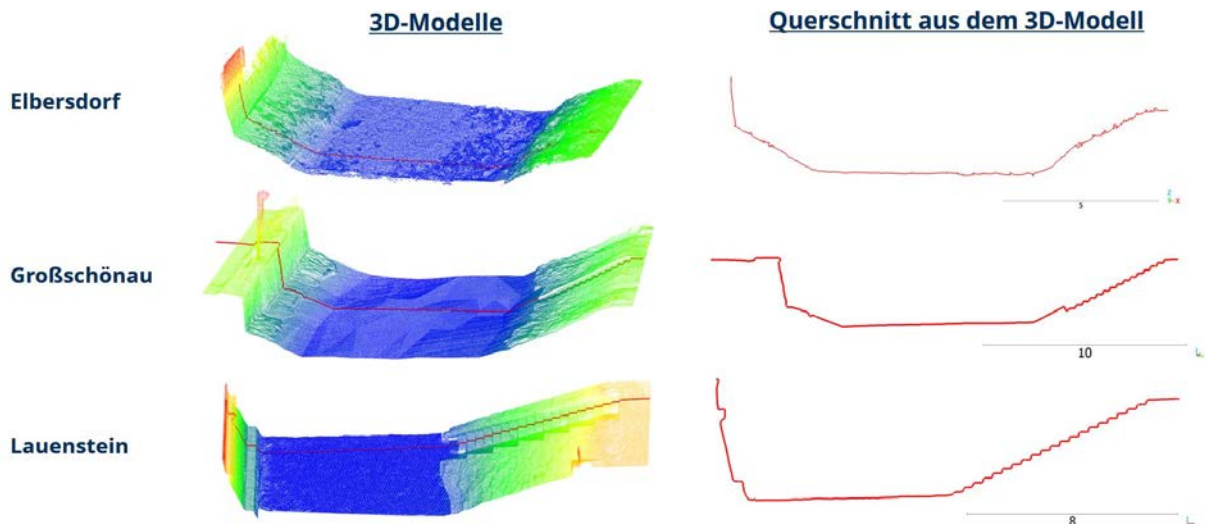 3D-Modelle
Querschnitt aus dem 3D-Modell
Elbersdorf
z
x
5
Großschönau
10
Lauenstein
8